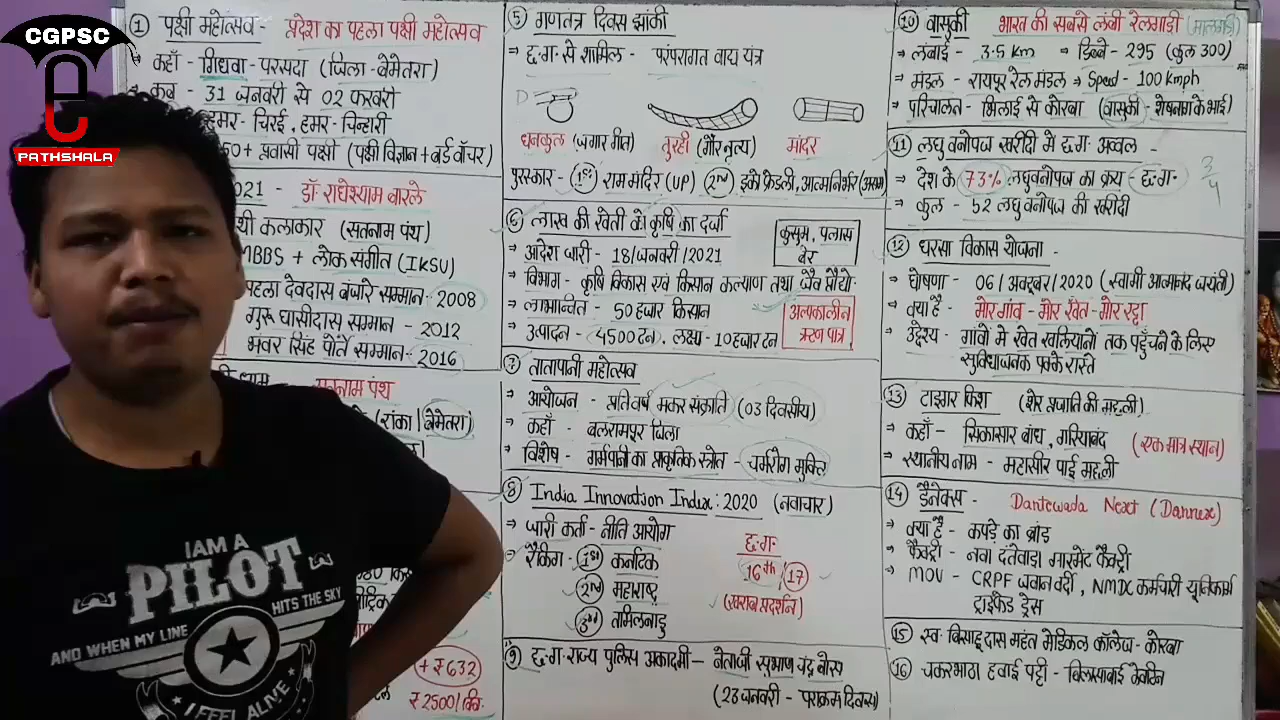 CGPSC
PATHSHALA
① पक्षी महोत्सव - प्रदेश का पहला पक्षी महोत्सव
→ कहाँ - गिधवा - परसदा (जिला - बेमेतरा)
→ कब - 31 जनवरी से 02 फरवरी
हमर - चिरई, हमर - चिन्हारी
50+ प्रवासी पक्षी (पक्षी विज्ञान + बर्ड वॉचर)
2021 - डॉ राधेश्याम बारले
थी कलाकार (सतनाम पंथ)
MBBS + लोक संगीत (IKSU)
पहला देवदास बंजारे सम्मान - 2008
गुरु घासीदास सम्मान - 2012
भंवर सिंह पोर्ते सम्मान - 2016
सतनाम पंथ
बेमेतरा)
+ ₹632
₹2500/क्वि.
I AM A
PILOT
HITS THE SKY
AND WHEN MY LINE
I FEEL ALIVE
⑤ गणतंत्र दिवस झांकी
→ छ.ग. से शामिल - परंपरागत वाद्य यंत्र
धनकुल (जगार गीत) तुरही (गौर नृत्य) मांदर
पुरस्कार - 1st राम मंदिर (UP) 2nd इको फ्रेंडली, आत्मनिर्भर
⑥ लाख की खेती को कृषि का दर्जा
कुसुम, पलास
बेर
→ आदेश जारी - 18/जनवरी/2021
→ विभाग - कृषि विकास एवं किसान कल्याण तथा जैव प्रौद्यो.
→ लाभान्वित - 50 हजार किसान
→ उत्पादन - 4500 टन, लक्ष्य - 10 हजार टन
अल्पकालीन
ऋण पात्र
⑦ तातापानी महोत्सव
→ आयोजन - प्रतिवर्ष मकर संक्राति (03 दिवसीय)
→ कहाँ - बलरामपुर जिला
→ विशेष - गर्मपानी का प्राकृतिक स्त्रोत - चर्मरोग मुक्ति
⑧ India Innovation Index : 2020 (नवाचार)
→ जारी कर्ता - नीति आयोग
→ रैंकिंग - 1st कर्नाटक
2nd महाराष्ट्र
3rd तमिलनाडु
छ.ग.
16th/17
(खराब प्रदर्शन)
⑨ छ.ग. राज्य पुलिस अकादमी - नेताजी सुभाष चंद्र बोस
(23 जनवरी - पराक्रम दिवस)
⑩ वासुकी भारत की सबसे लंबी रेलगाड़ी (मालगाड़ी)
→ लंबाई - 3.5 Km → डिब्बे - 295 (कुल 300)
→ मंडल - रायपुर रेल मंडल → Speed - 100 Kmph
→ परिचालन - भिलाई से कोरबा (वासुकी - शेषनाग के भाई)
⑪ लघु वनोपज खरीदी मे छ.ग. अव्वल -
→ देश के 73% लघुवनोपज का क्रय - छ.ग.
3/4
→ कुल - 52 लघु वनोपज की खरीदी
⑫ धरसा विकास योजना -
→ घोषणा - 06/अक्टूबर/2020 (स्वामी आत्मानंद जयंती)
→ क्या है - मोर गांव - मोर खेत - मोर रद्दा
→ उद्देश्य - गांवो मे खेत खलियानो तक पहुँचने के लिए
सुविधाजनक पक्के रास्ते
⑬ टाइगर फिश (शेर प्रजाति की मछली)
→ कहाँ - सिकासार बांध, गरियाबंद (एक मात्र स्थान)
→ स्थानीय नाम - महासीर पाई मछली
⑭ डैनेक्स - Dantewada Next (Dannex)
→ क्या है - कपड़े का ब्रांड
→ फैक्ट्री - नवा दंतेवाड़ा गारमेंट फैक्ट्री
→ MOU - CRPF जवान वर्दी, NMDC कर्मचारी यूनिफार्म
ट्राईफेड ड्रेस
⑮ स्व. बिसाहू दास महंत मेडिकल कॉलेज - कोरबा
⑯ चकरभाठा हवाई पट्टी - बिलासाबाई केवटिन